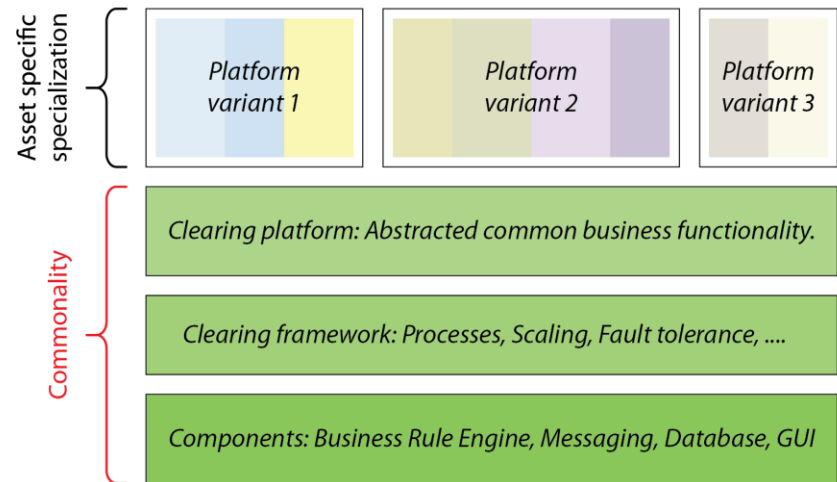 Asset specific
specialization
Platform
variant 1
Platform
variant 2
Platform
variant 3
Commonality
Clearing platform: Abstracted common business functionality.
Clearing framework: Processes, Scaling, Fault tolerance, ....
Components: Business Rule Engine, Messaging, Database, GUI